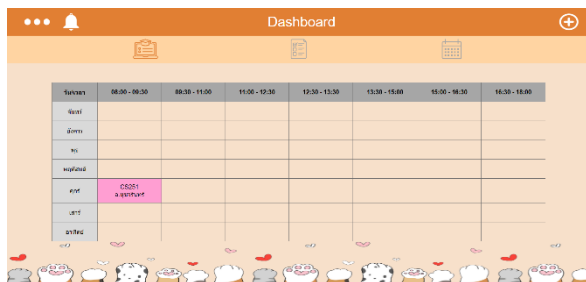 Dashboard
วัน/เวลา 08:00 - 09:30 09:30 - 11:00 11:00 - 12:30 12:30 - 13:30 13:30 - 15:00 15:00 - 16:30 16:30 - 18:00
จันทร์
อังคาร
พุธ
พฤหัสบดี
ศุกร์ CS251
เสาร์
อาทิตย์